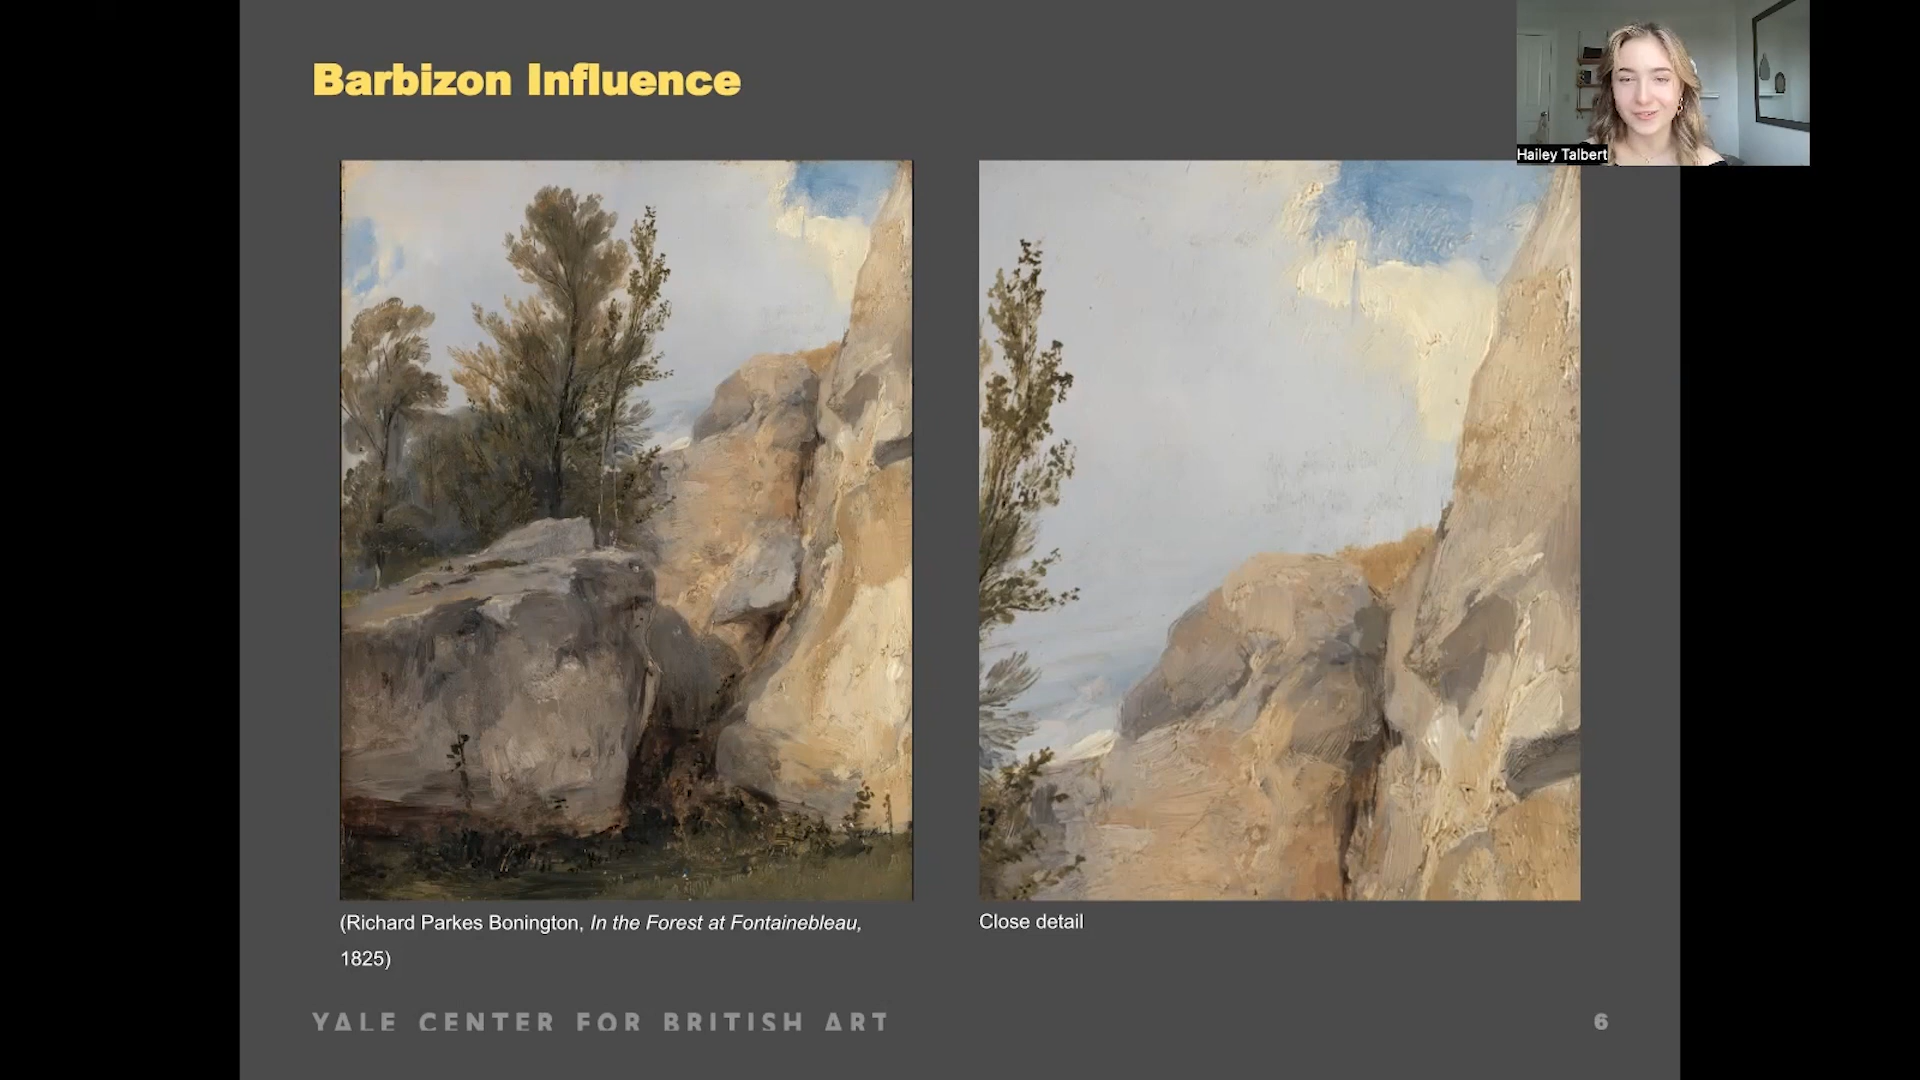 Barbizon Influence
Hailey Talbert
(Richard Parkes Bonington, In the Forest at Fontainebleau,
1825)
Close detail
YALE CENTER FOR BRITISH ART
6